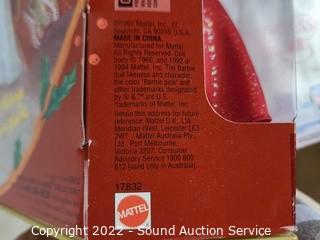 ©1997 Mattel, Inc., El
Segundo, CA 90245 U.S.A.
MADE IN CHINA.
Manufactured for Mattel.
All Rights Reserved. Doll
body © 1966, and 1992 or
1994 Mattel, Inc. The Barbie
doll likeness and character,
the color "Barbie pink" and
other trademarks designated
by ® & ™ are U.S.
trademarks of Mattel, Inc.
Retain this address for future
reference: Mattel U.K., Ltd.
Meridian West, Leicester LE3
2WT. / Mattel Australia Pty.
Ltd., Port Melbourne,
Victoria 3207. Consumer
Advisory Service 1800 800
812 (valid only in Australia).
17832
MATTEL
Copyright 2022 - Sound Auction Service